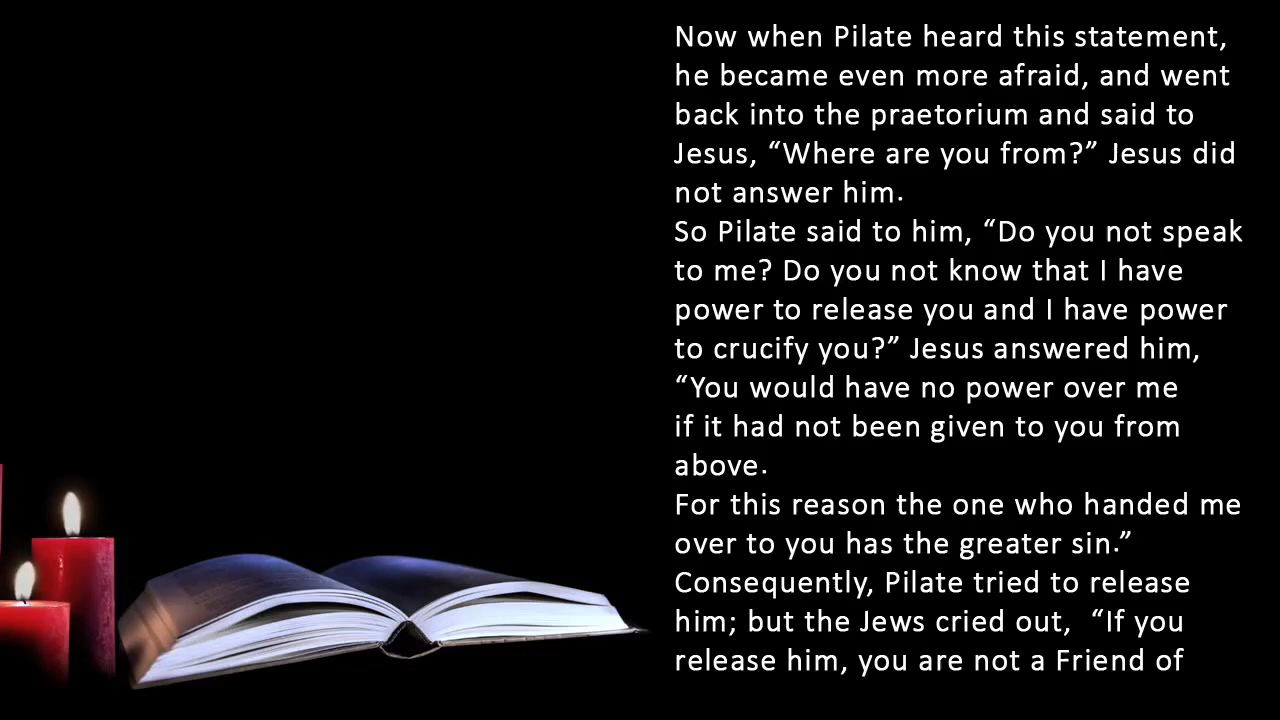 Now when Pilate heard this statement,
he became even more afraid, and went
back into the praetorium and said to
Jesus, “Where are you from?” Jesus did
not answer him.
So Pilate said to him, “Do you not speak
to me? Do you not know that I have
power to release you and I have power
to crucify you?” Jesus answered him,
“You would have no power over me
if it had not been given to you from
above.
For this reason the one who handed me
over to you has the greater sin.”
Consequently, Pilate tried to release
him; but the Jews cried out,  “If you
release him, you are not a Friend of